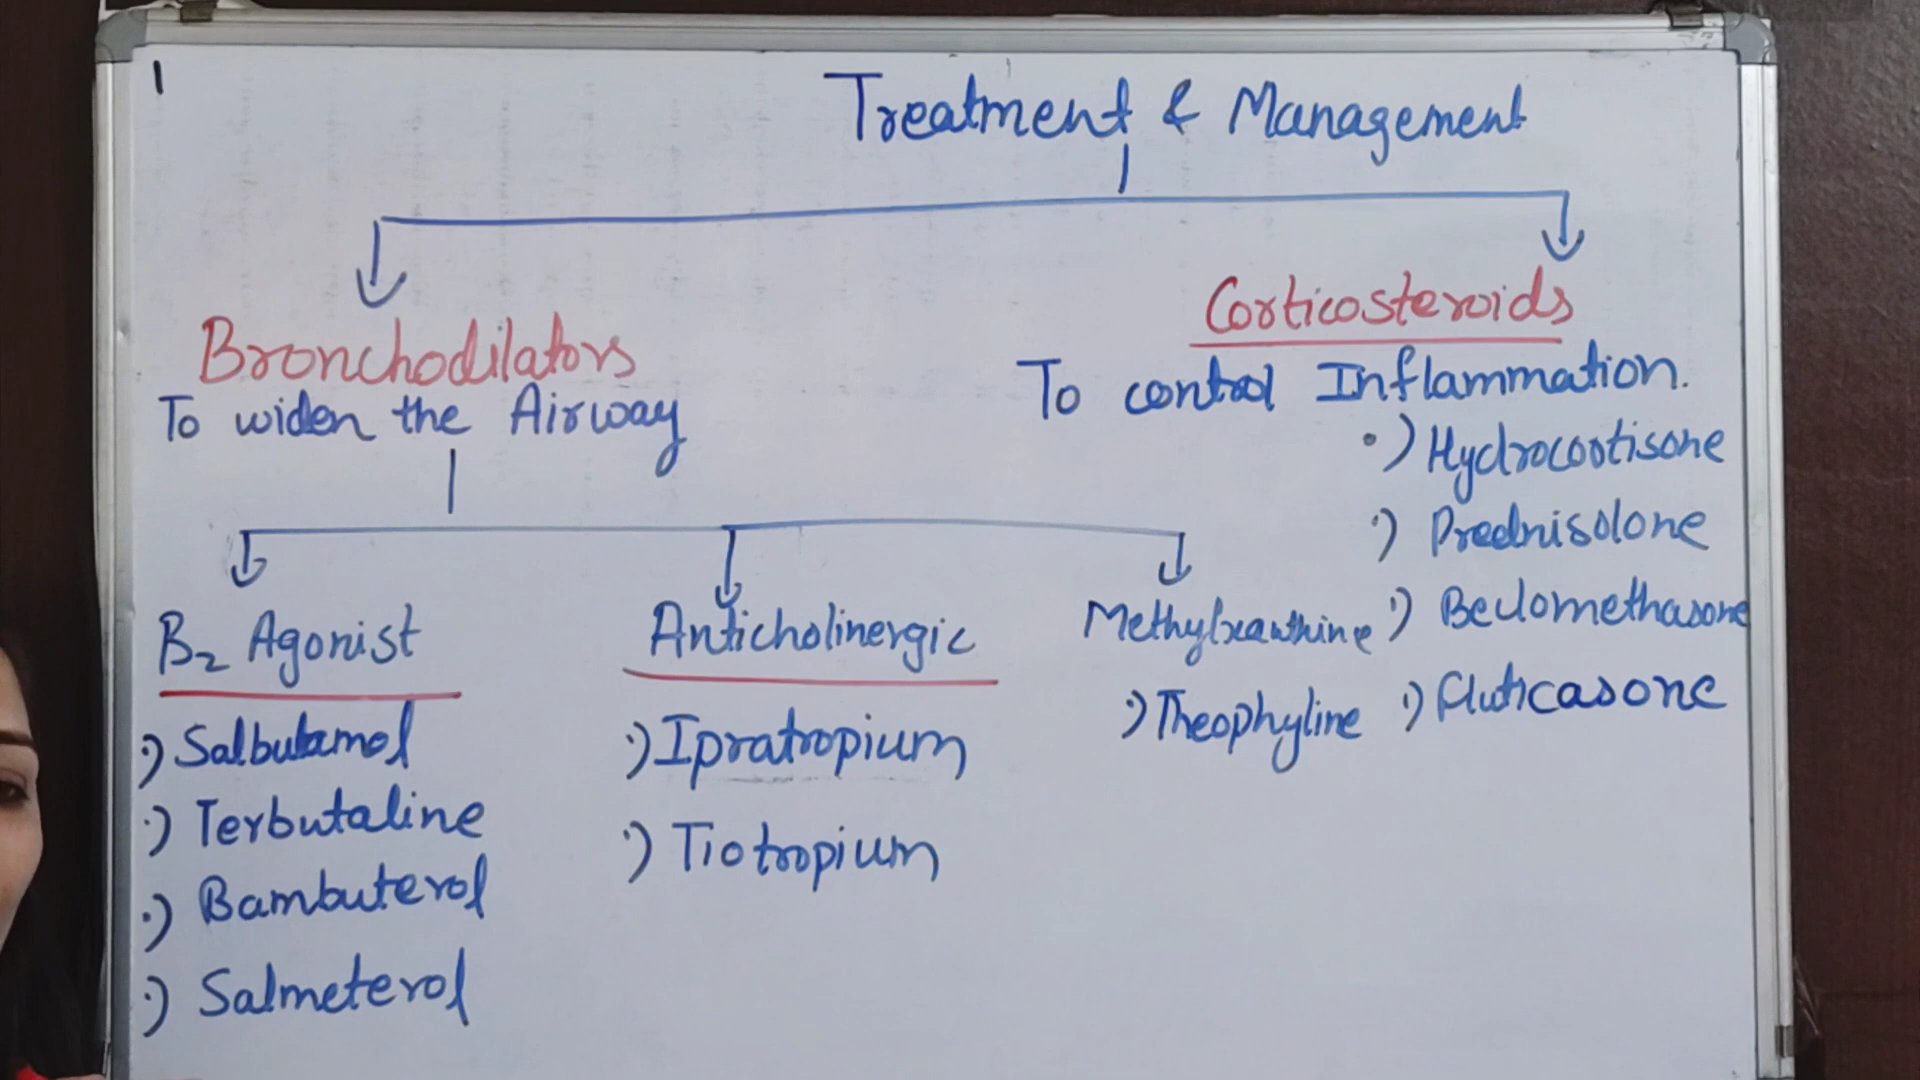 Treatment & Management
Bronchodilators
To widen the Airway
Corticosteroids
To control Inflammation.
•) Hydrocortisone
•) Prednisolone
•) Beclomethasone
•) Fluticasone
B2 Agonist
•) Salbutamol
•) Terbutaline
•) Bambuterol
•) Salmeterol
Anticholinergic
•) Ipratropium
•) Tiotropium
Methylxanthine
•) Theophyline